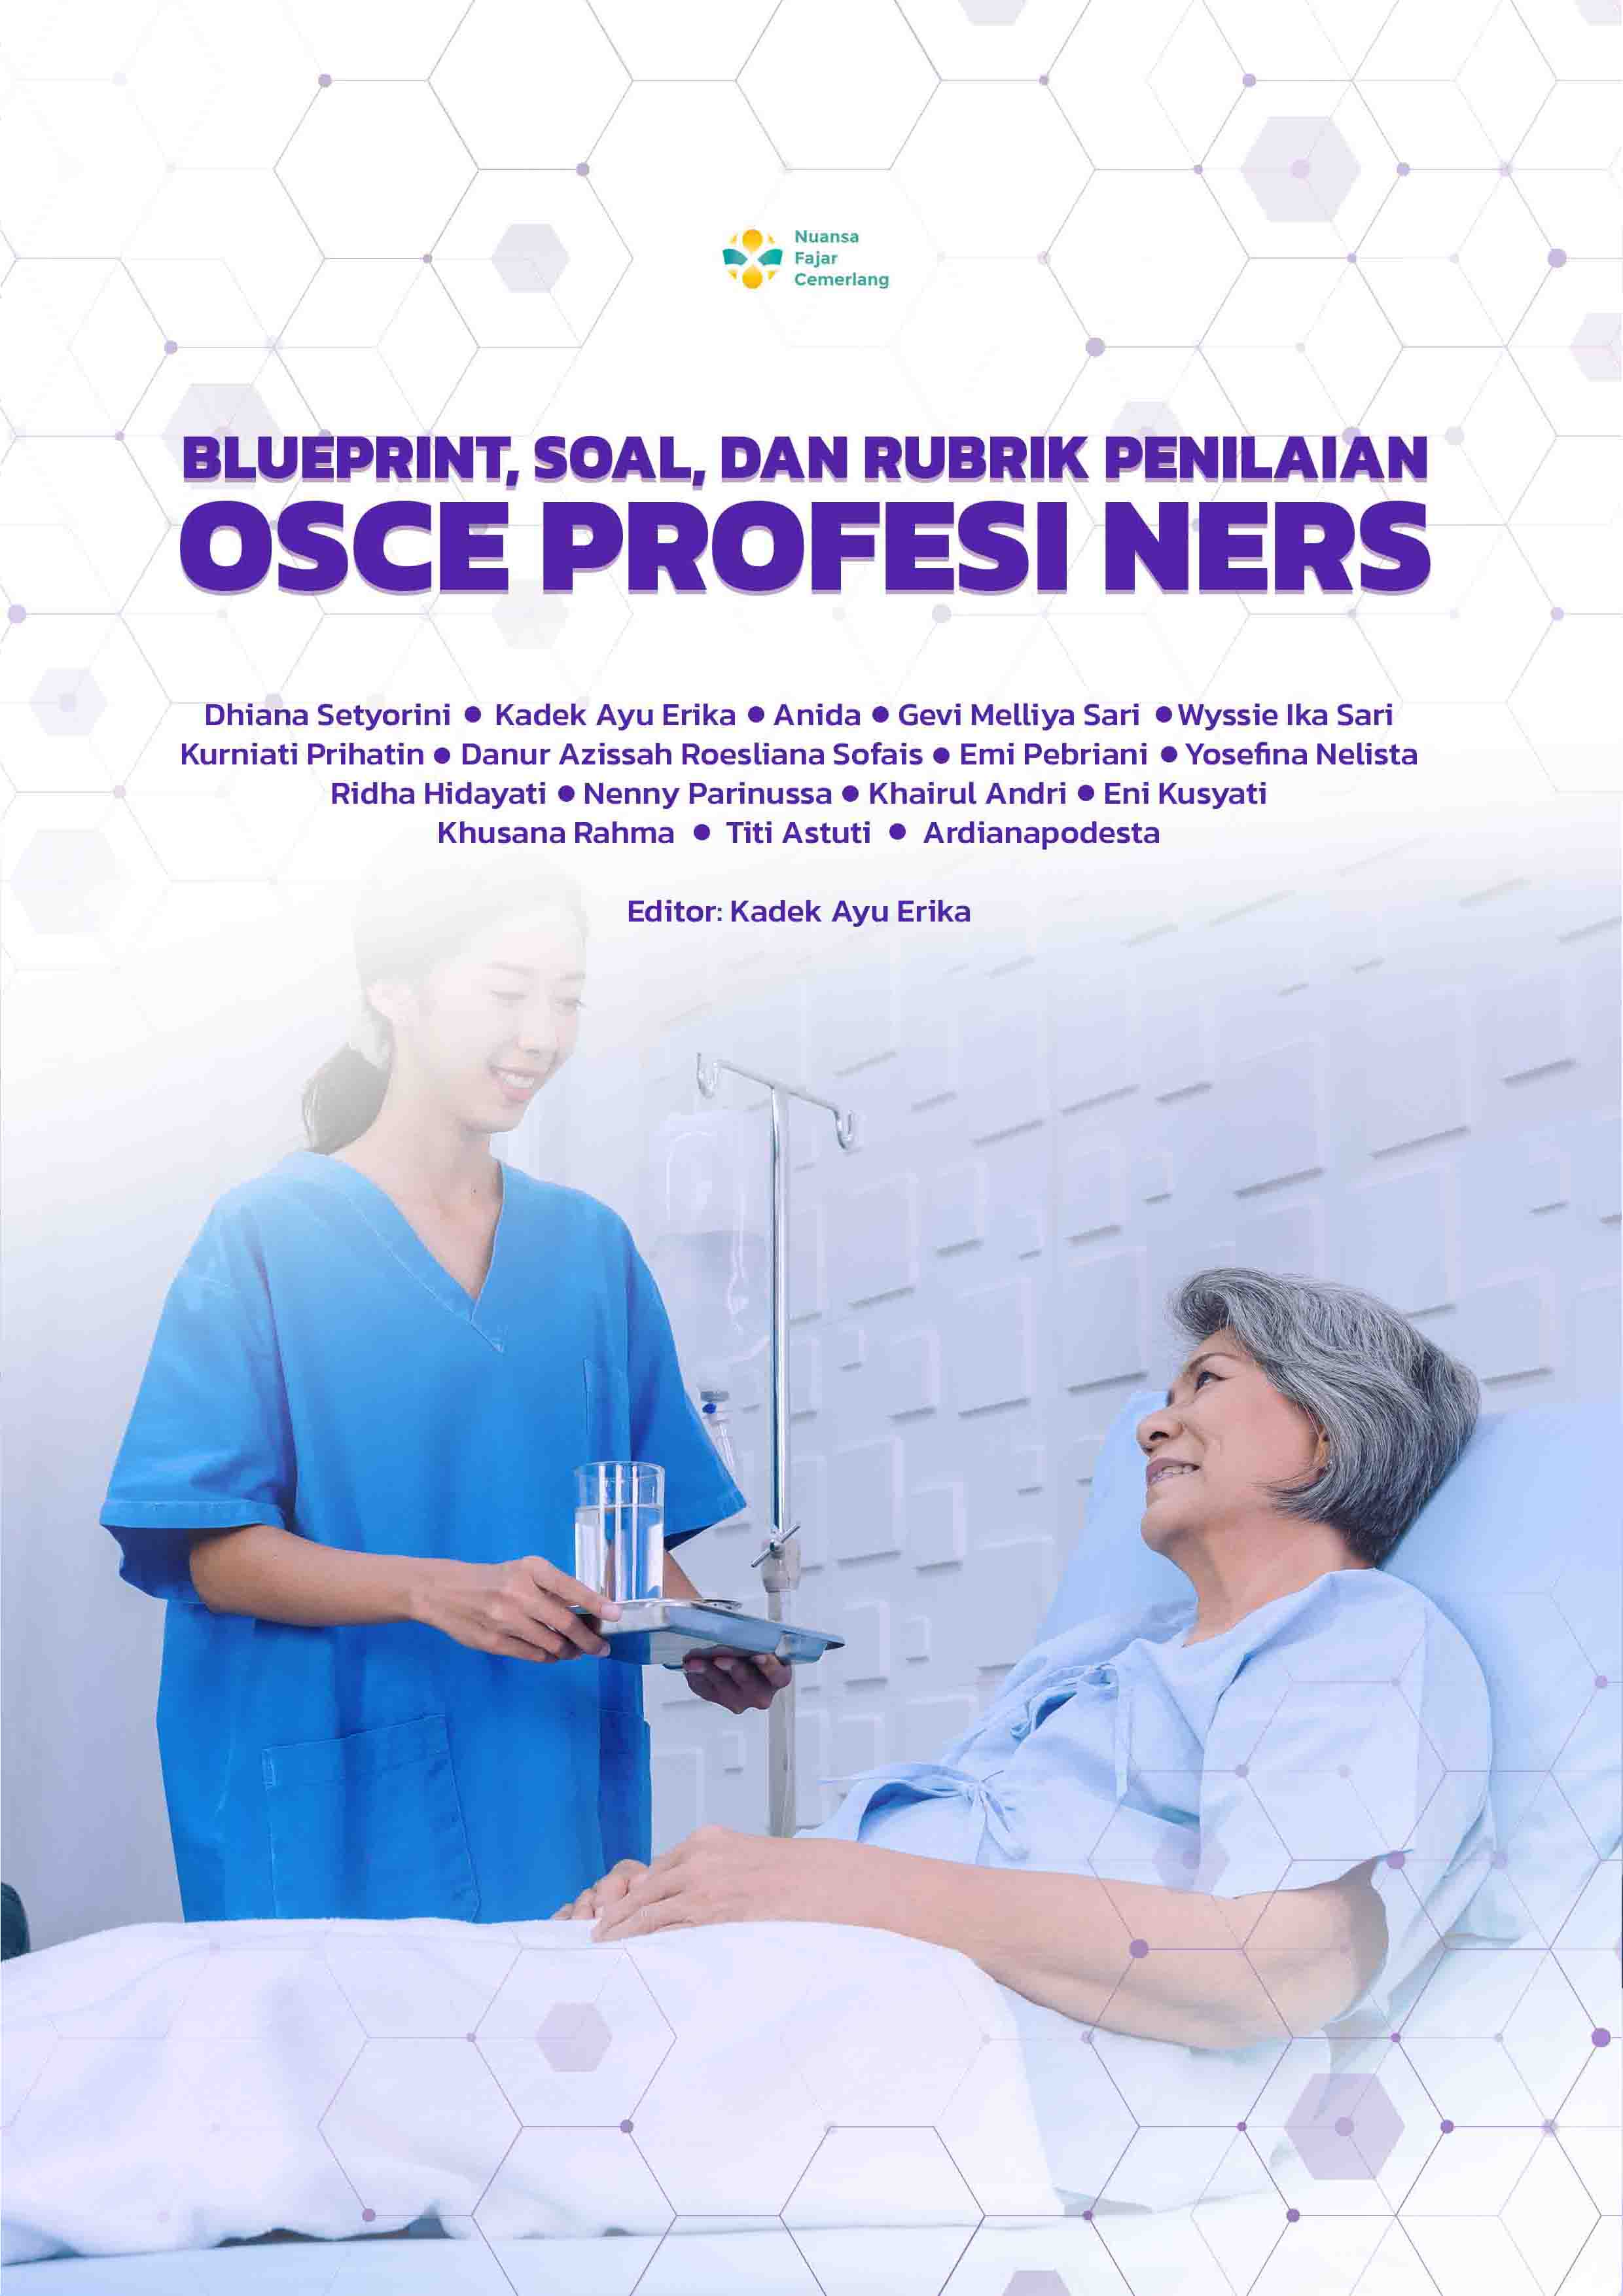 Nuansa
Fajar
Cemerlang
BLUEPRINT, SOAL, DAN RUBRIK PENILAIAN
OSCE PROFESI NERS
Dhiana Setyorini ● Kadek Ayu Erika ● Anida ● Gevi Melliya Sari ● Wyssie Ika Sari
Kurniati Prihatin ● Danur Azissah Roesliana Sofais ● Emi Pebriani ● Yosefina Nelista
Ridha Hidayati ● Nenny Parinussa ● Khairul Andri ● Eni Kusyati
Khusana Rahma ● Titi Astuti ● Ardianapodesta
Editor: Kadek Ayu Erika